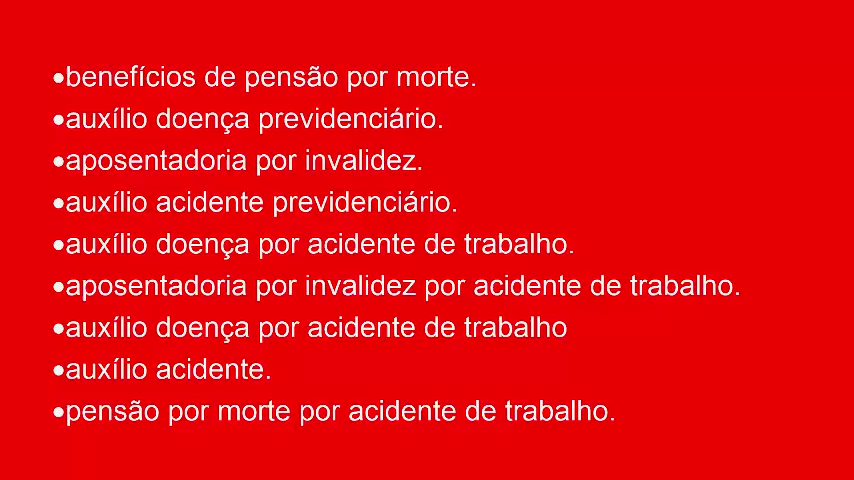 •benefícios de pensão por morte.
•auxílio doença previdenciário.
•aposentadoria por invalidez.
•auxílio acidente previdenciário.
•auxílio doença por acidente de trabalho.
•aposentadoria por invalidez por acidente de trabalho.
•auxílio doença por acidente de trabalho
•auxílio acidente.
•pensão por morte por acidente de trabalho.